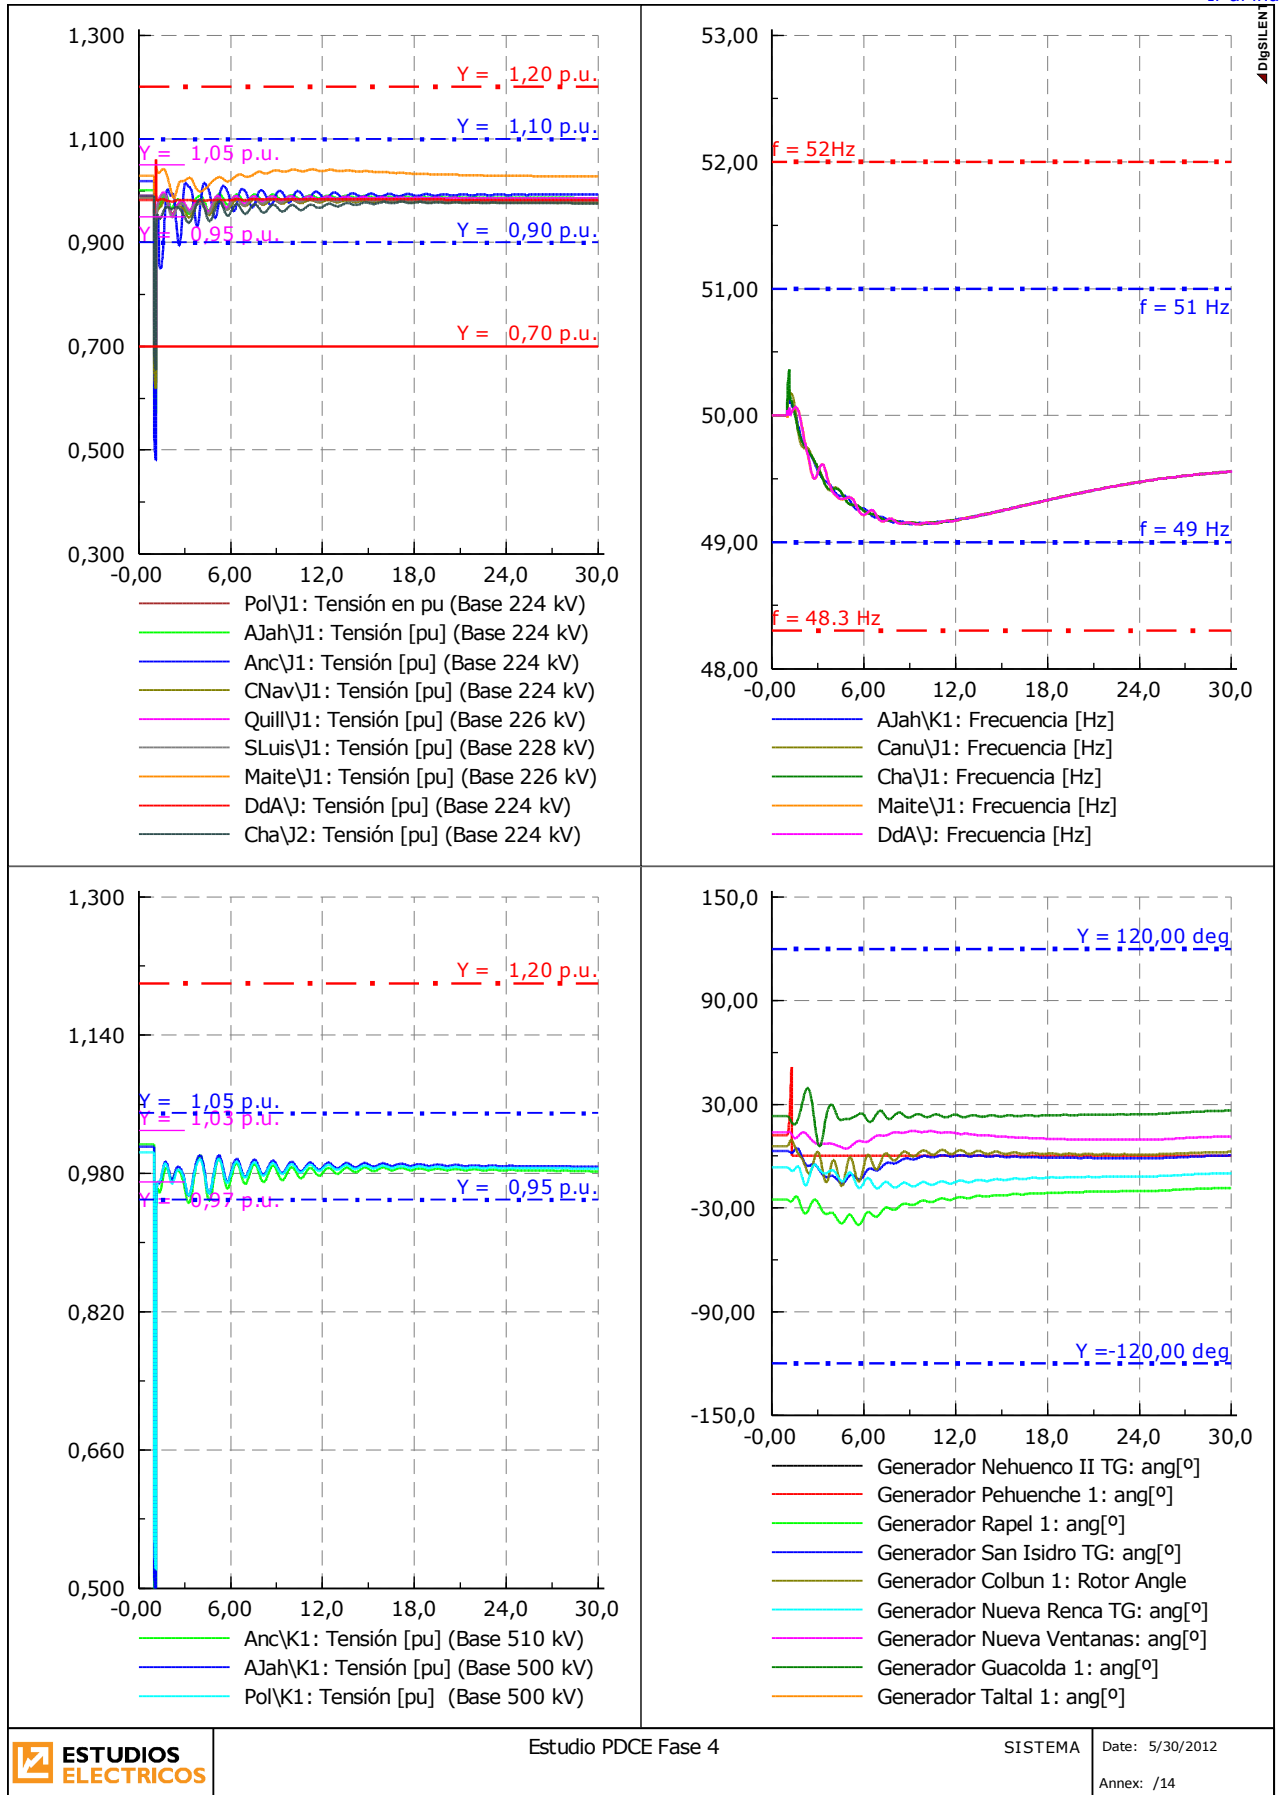 DIgSILENT
1,300
1,100
0,900
0,700
0,500
0,300
-0,00
6,00
12,0
18,0
24,0
30,0
Y = 1,20 p.u.
Y = 1,10 p.u.
Y = 1,05 p.u.
Y = 0,95 p.u.
Y = 0,90 p.u.
Y = 0,70 p.u.
Pol\J1: Tensión en pu (Base 224 kV)
AJah\J1: Tensión [pu] (Base 224 kV)
Anc\J1: Tensión [pu] (Base 224 kV)
CNav\J1: Tensión [pu] (Base 224 kV)
Quill\J1: Tensión [pu] (Base 226 kV)
SLuis\J1: Tensión [pu] (Base 228 kV)
Maite\J1: Tensión [pu] (Base 226 kV)
DdA\J: Tensión [pu] (Base 224 kV)
Cha\J2: Tensión [pu] (Base 224 kV)
53,00
52,00
51,00
50,00
49,00
48,00
-0,00
6,00
12,0
18,0
24,0
30,0
f = 52Hz
f = 51 Hz
f = 49 Hz
f = 48.3 Hz
AJah\K1: Frecuencia [Hz]
Canu\J1: Frecuencia [Hz]
Cha\J1: Frecuencia [Hz]
Maite\J1: Frecuencia [Hz]
DdA\J: Frecuencia [Hz]
1,300
1,140
0,980
0,820
0,660
0,500
-0,00
6,00
12,0
18,0
24,0
30,0
Y = 1,20 p.u.
Y = 1,05 p.u.
Y = 1,03 p.u.
Y = 0,97 p.u.
Y = 0,95 p.u.
Anc\K1: Tensión [pu] (Base 510 kV)
AJah\K1: Tensión [pu] (Base 500 kV)
Pol\K1: Tensión [pu] (Base 500 kV)
150,0
90,00
30,00
-30,00
-90,00
-150,0
-0,00
6,00
12,0
18,0
24,0
30,0
Y = 120,00 deg
Y =-120,00 deg
Generador Nehuenco II TG: ang[º]
Generador Pehuenche 1: ang[º]
Generador Rapel 1: ang[º]
Generador San Isidro TG: ang[º]
Generador Colbun 1: Rotor Angle
Generador Nueva Renca TG: ang[º]
Generador Nueva Ventanas: ang[º]
Generador Guacolda 1: ang[º]
Generador Taltal 1: ang[º]
ESTUDIOS
ELECTRICOS
Estudio PDCE Fase 4
SISTEMA
Date: 5/30/2012
Annex: /14